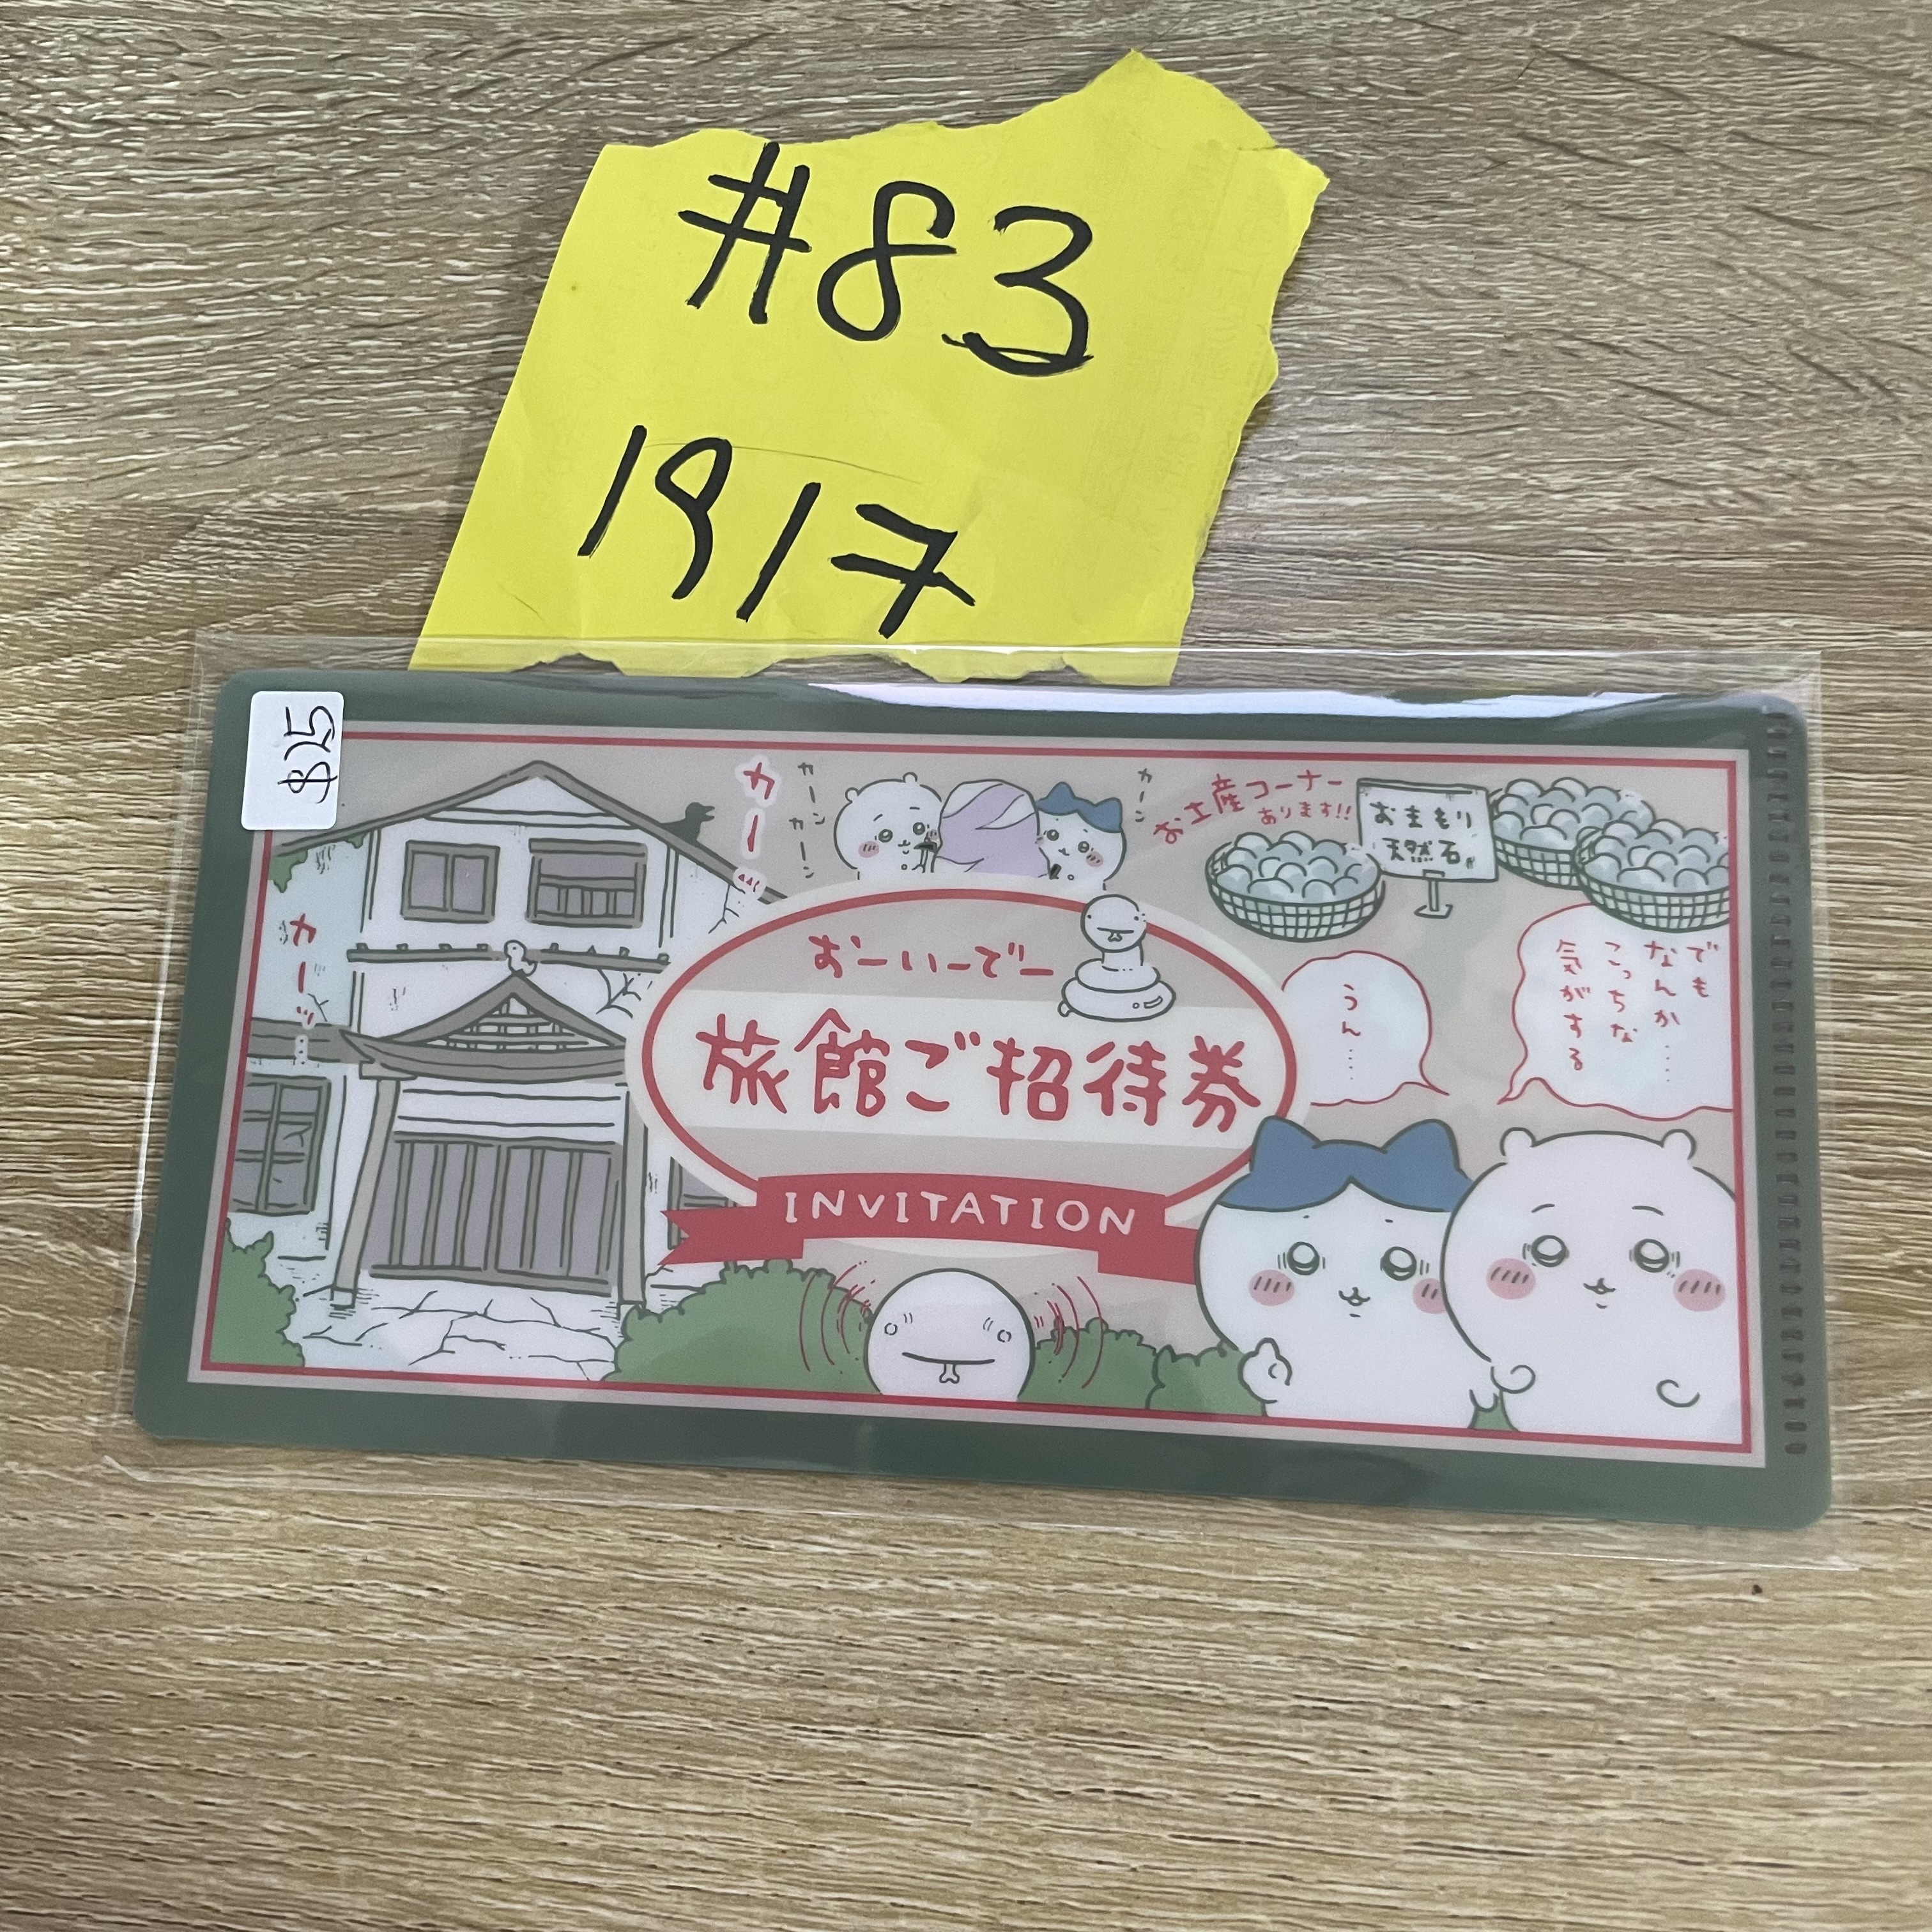 #83
1917
$25
カー
カーン
カーン
カーン
お土産コーナー
あります!!
おまもり
天然石
カーッ…
おーいーでー
旅館ご招待券
INVITATION
うん……
でも
なんか……
こっちな
気がする